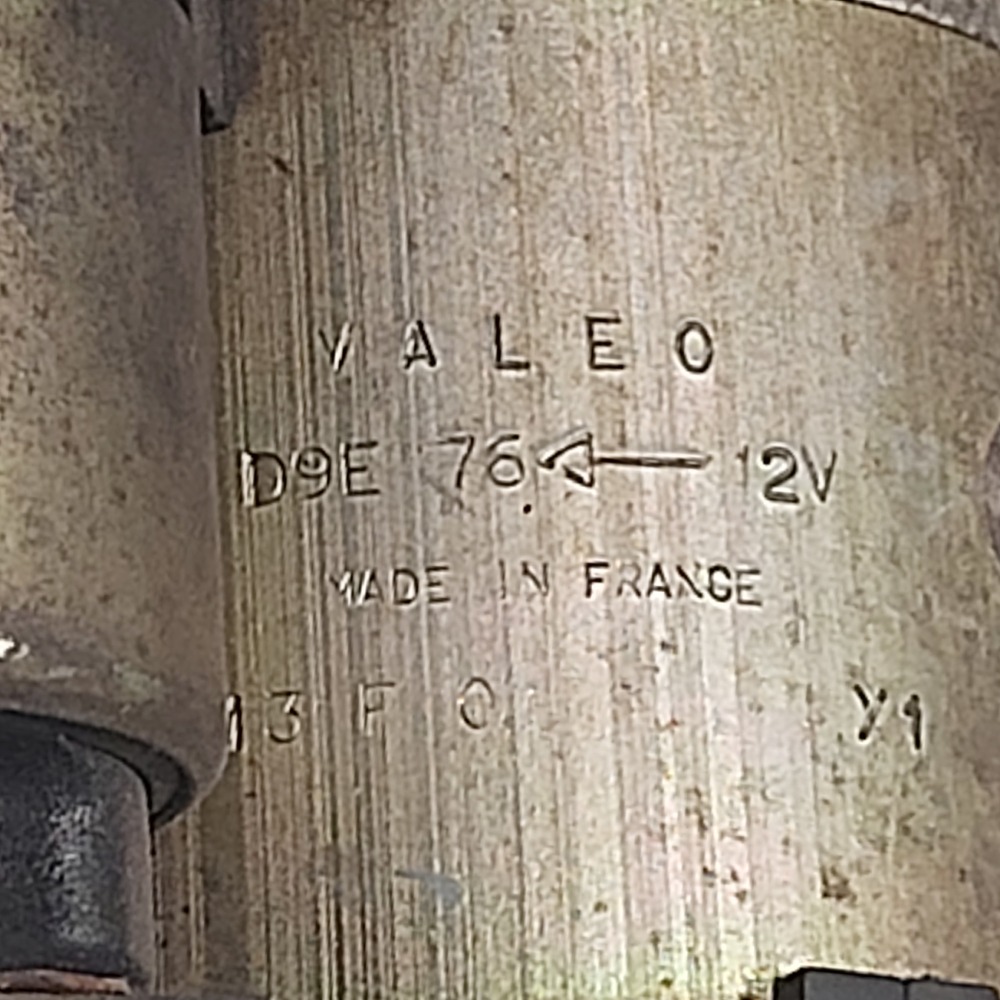 VALEO
D9E 76 12V
MADE IN FRANCE
13 F 0 Y1